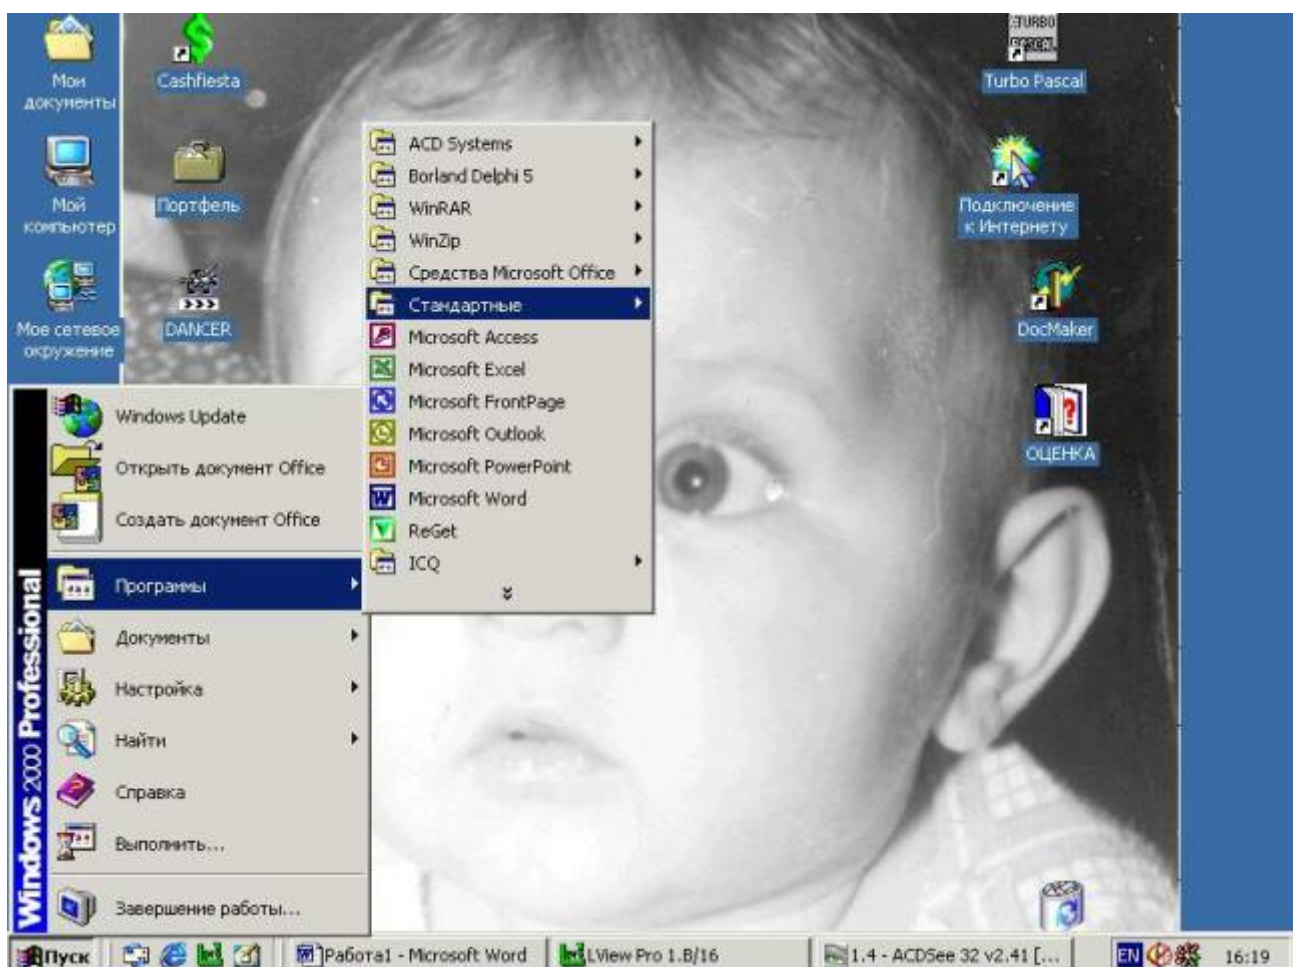 Мои
документы
Cashfiesta
TURBO
PASCAL
Turbo Pascal
Мой
компьютер
Портфель
Подключение
к Интернету
Мое сетевое
окружение
DANCER
DocMaker
ОЦЕНКА
ACD Systems
Borland Delphi 5
WinRAR
WinZip
Средства Microsoft Office
Стандартные
Microsoft Access
Microsoft Excel
Microsoft FrontPage
Microsoft Outlook
Microsoft PowerPoint
Microsoft Word
ReGet
ICQ
Windows 2000 Professional
Windows Update
Открыть документ Office
Создать документ Office
Программы
Документы
Настройка
Найти
Справка
Выполнить...
Завершение работы...
Пуск
Работа1 - Microsoft Word
LView Pro 1.B/16
1.4 - ACDSee 32 v2.41 [...
EN
16:19